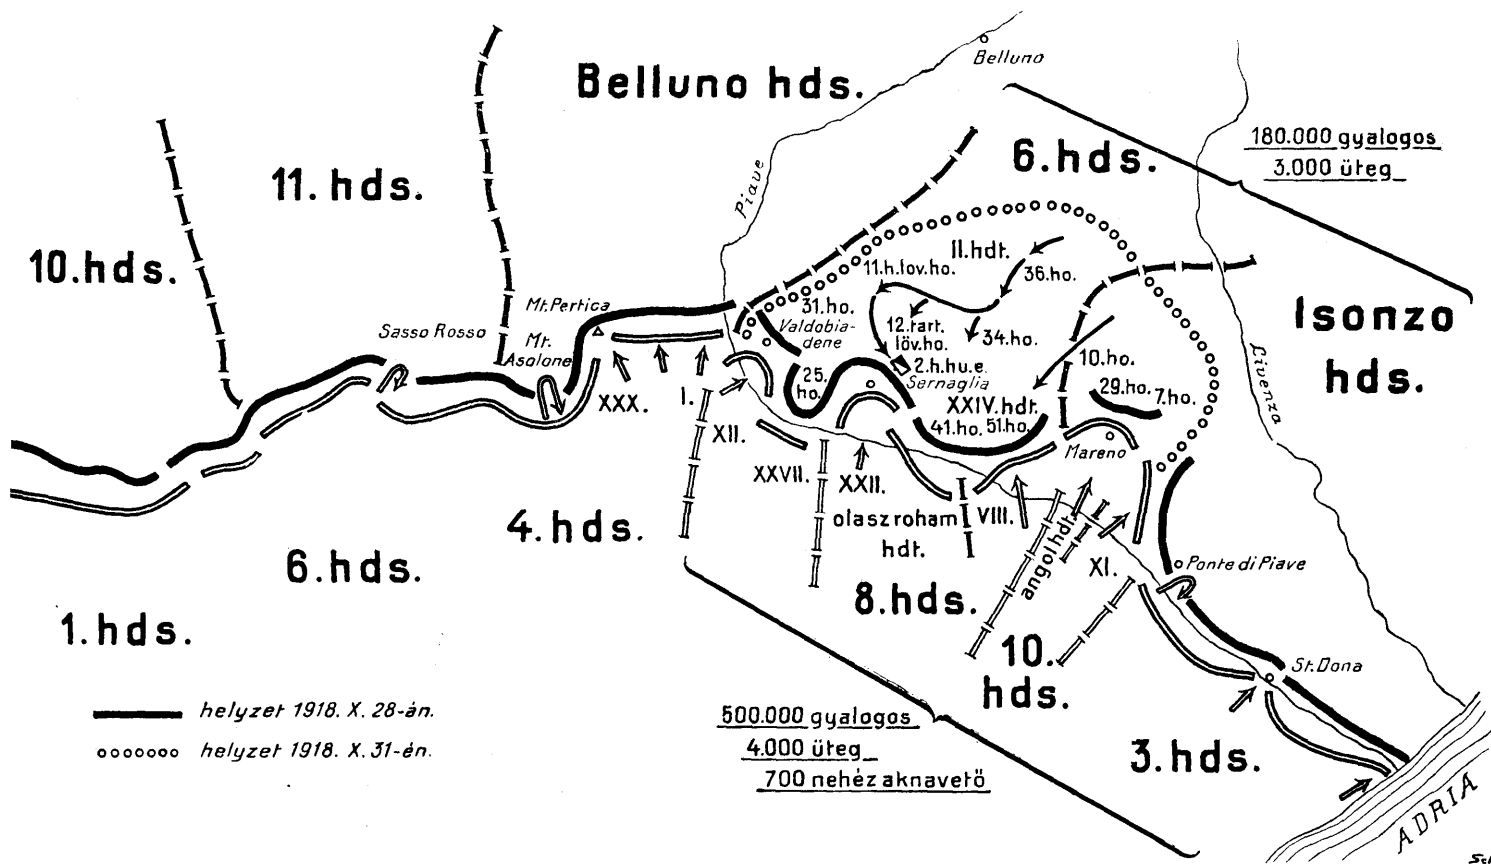 Belluno
Belluno hds.
6.hds.
180.000 gyalogos
3.000 üteg
Piave
11.hds.
10.hds.
II.hdt.
11.h.lov.ho.
36.ho.
Mt.Pertica
31.ho.
Isonzo
hds.
Sasso Rosso
Mt.
Asolone
Valdobia-
dene
12.tart.
löv.ho.
34.ho.
Livenza
2.h.hu.e.
Sernaglia
10.ho.
25.
ho.
29.ho.
7.ho.
XXX.
I.
XXIV.hdt.
41.ho.
51.ho.
XII.
Mareno
XXVII.
XXII.
4.hds.
olasz roham
hdt.
VIII.
angol hdt.
XI.
Ponte di Piave
6.hds.
8.hds.
1.hds.
10.
hds.
St.Dona
helyzet 1918. X. 28-án.
helyzet 1918. X. 31-én.
500.000 gyalogos
4.000 üteg
700 nehéz aknavető
3.hds.
ADRIA